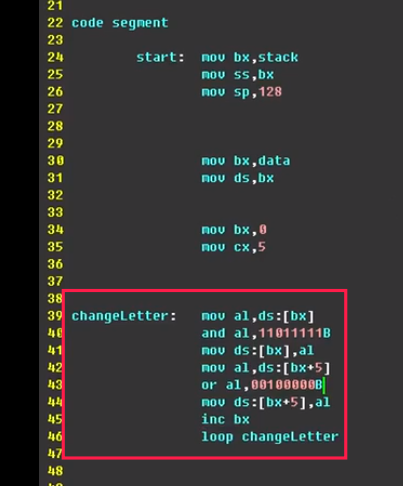 21
22 code segment
23
24 start: mov bx,stack
25 mov ss,bx
26 mov sp,128
27
28
29
30 mov bx,data
31 mov ds,bx
32
33
34 mov bx,0
35 mov cx,5
36
37
38
39 changeLetter: mov al,ds:[bx]
40 and al,11011111B
41 mov ds:[bx],al
42 mov al,ds:[bx+5]
43 or al,00100000B
44 mov ds:[bx+5],al
45 inc bx
46 loop changeLetter
47
48